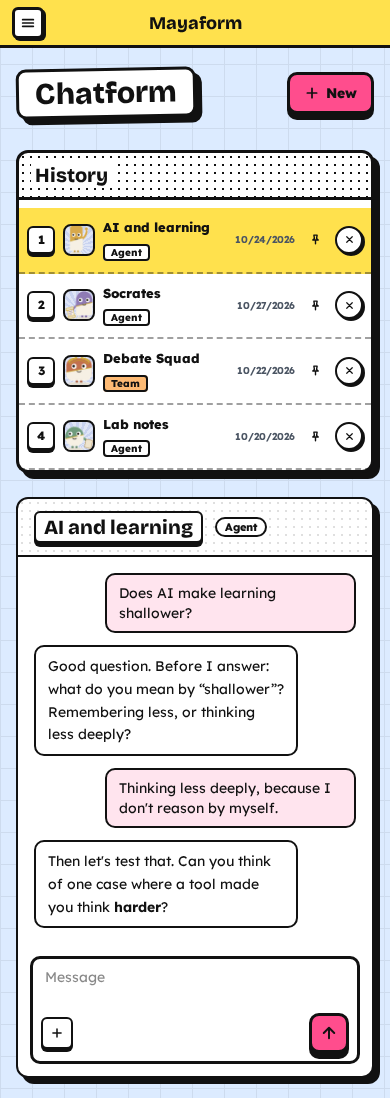 Mayaform
Chatform
+ New
History
1
AI and learning
Agent
10/24/2026
2
Socrates
Agent
10/27/2026
3
Debate Squad
Team
10/22/2026
4
Lab notes
Agent
10/20/2026
AI and learning
Agent
Does AI make learning
shallower?
Good question. Before I answer:
what do you mean by “shallower”?
Remembering less, or thinking
less deeply?
Thinking less deeply, because I
don't reason by myself.
Then let's test that. Can you think
of one case where a tool made
you think harder?
Message